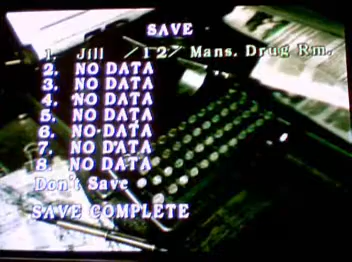 SAVE
1. Jill /12/ Mans. Drug Rm.
2. NO DATA
3. NO DATA
4. NO DATA
5. NO DATA
6. NO DATA
7. NO DATA
8. NO DATA
Don't Save
SAVE COMPLETE